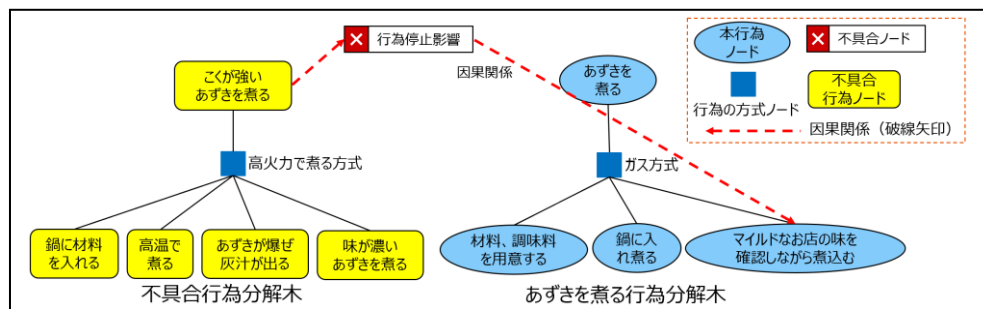 行為停止影響
因果関係
こくが強い
あずきを煮る
高火力で煮る方式
鍋に材料
を入れる
高温で
煮る
あずきが爆ぜ
灰汁が出る
味が濃い
あずきを煮る
不具合行為分解木
あずきを
煮る
ガス方式
材料、調味料
を用意する
鍋に入
れ煮る
マイルドなお店の味を
確認しながら煮込む
あずきを煮る行為分解木
本行為
ノード
不具合ノード
行為の方式ノード
不具合
行為ノード
因果関係（破線矢印）